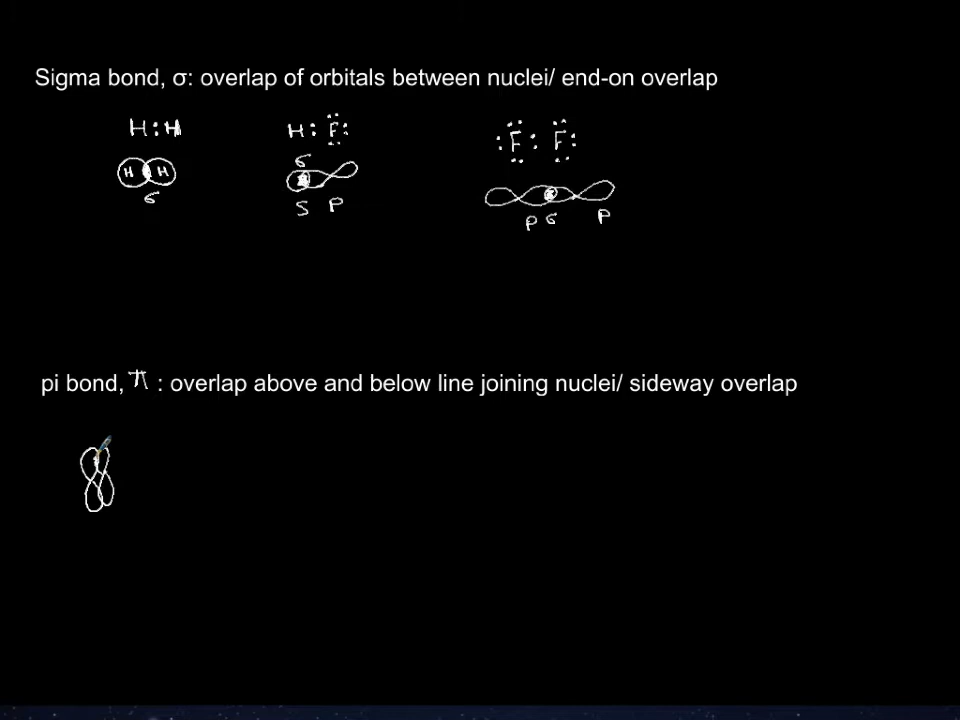 Sigma bond, σ: overlap of orbitals between nuclei/ end-on overlap
H : H H : F : : F : F :
H H σ
σ S P P σ P
pi bond, π : overlap above and below line joining nuclei/ sideway overlap